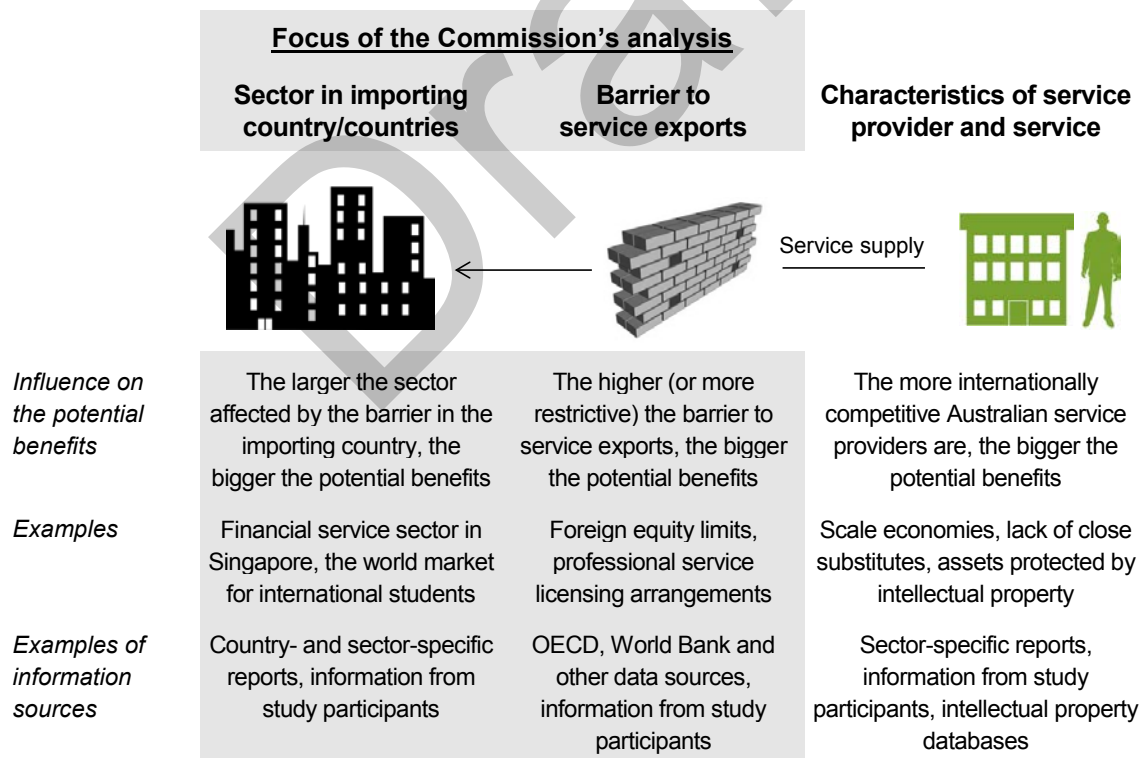 Focus of the Commission's analysis
Sector in importing
country/countries
Barrier to
service exports
Characteristics of service
provider and service
Service supply
Influence on
the potential
benefits
The larger the sector
affected by the barrier in the
importing country, the
bigger the potential benefits
The higher (or more
restrictive) the barrier to
service exports, the bigger
the potential benefits
The more internationally
competitive Australian service
providers are, the bigger the
potential benefits
Examples
Financial service sector in
Singapore, the world market
for international students
Foreign equity limits,
professional service
licensing arrangements
Scale economies, lack of close
substitutes, assets protected by
intellectual property
Examples of
information
sources
Country- and sector-specific
reports, information from
study participants
OECD, World Bank and
other data sources,
information from study
participants
Sector-specific reports,
information from study
participants, intellectual property
databases